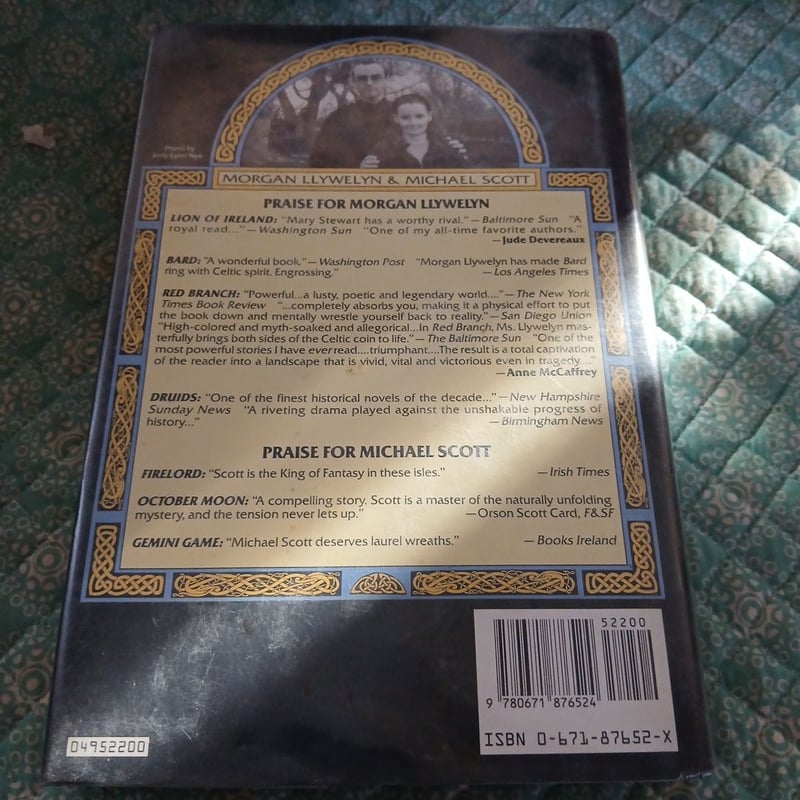 Photo by
Jody Lynn Nye
MORGAN LLYWELYN & MICHAEL SCOTT
PRAISE FOR MORGAN LLYWELYN
LION OF IRELAND: "Mary Stewart has a worthy rival."—Baltimore Sun "A
royal read..."—Washington Sun "One of my all-time favorite authors."
—Jude Devereaux
BARD: "A wonderful book."—Washington Post "Morgan Llywelyn has made Bard
ring with Celtic spirit. Engrossing." —Los Angeles Times
RED BRANCH: "Powerful...a lusty, poetic and legendary world...."—The New York
Times Book Review "...completely absorbs you, making it a physical effort to put
the book down and mentally wrestle yourself back to reality."—San Diego Union
"High-colored and myth-soaked and allegorical...In Red Branch, Ms. Llywelyn mas-
terfully brings both sides of the Celtic coin to life."—The Baltimore Sun "One of the
most powerful stories I have ever read....triumphant....The result is a total captivation
of the reader into a landscape that is vivid, vital and victorious even in tragedy...."
—Anne McCaffrey
DRUIDS: "One of the finest historical novels of the decade..."—New Hampshire
Sunday News "A riveting drama played against the unshakable progress of
history..." —Birmingham News
PRAISE FOR MICHAEL SCOTT
FIRELORD: "Scott is the King of Fantasy in these isles." —Irish Times
OCTOBER MOON: "A compelling story. Scott is a master of the naturally unfolding
mystery, and the tension never lets up." —Orson Scott Card, F&SF
GEMINI GAME: "Michael Scott deserves laurel wreaths." —Books Ireland
52200
9 780671 876524
ISBN 0-671-87652-X
04952200